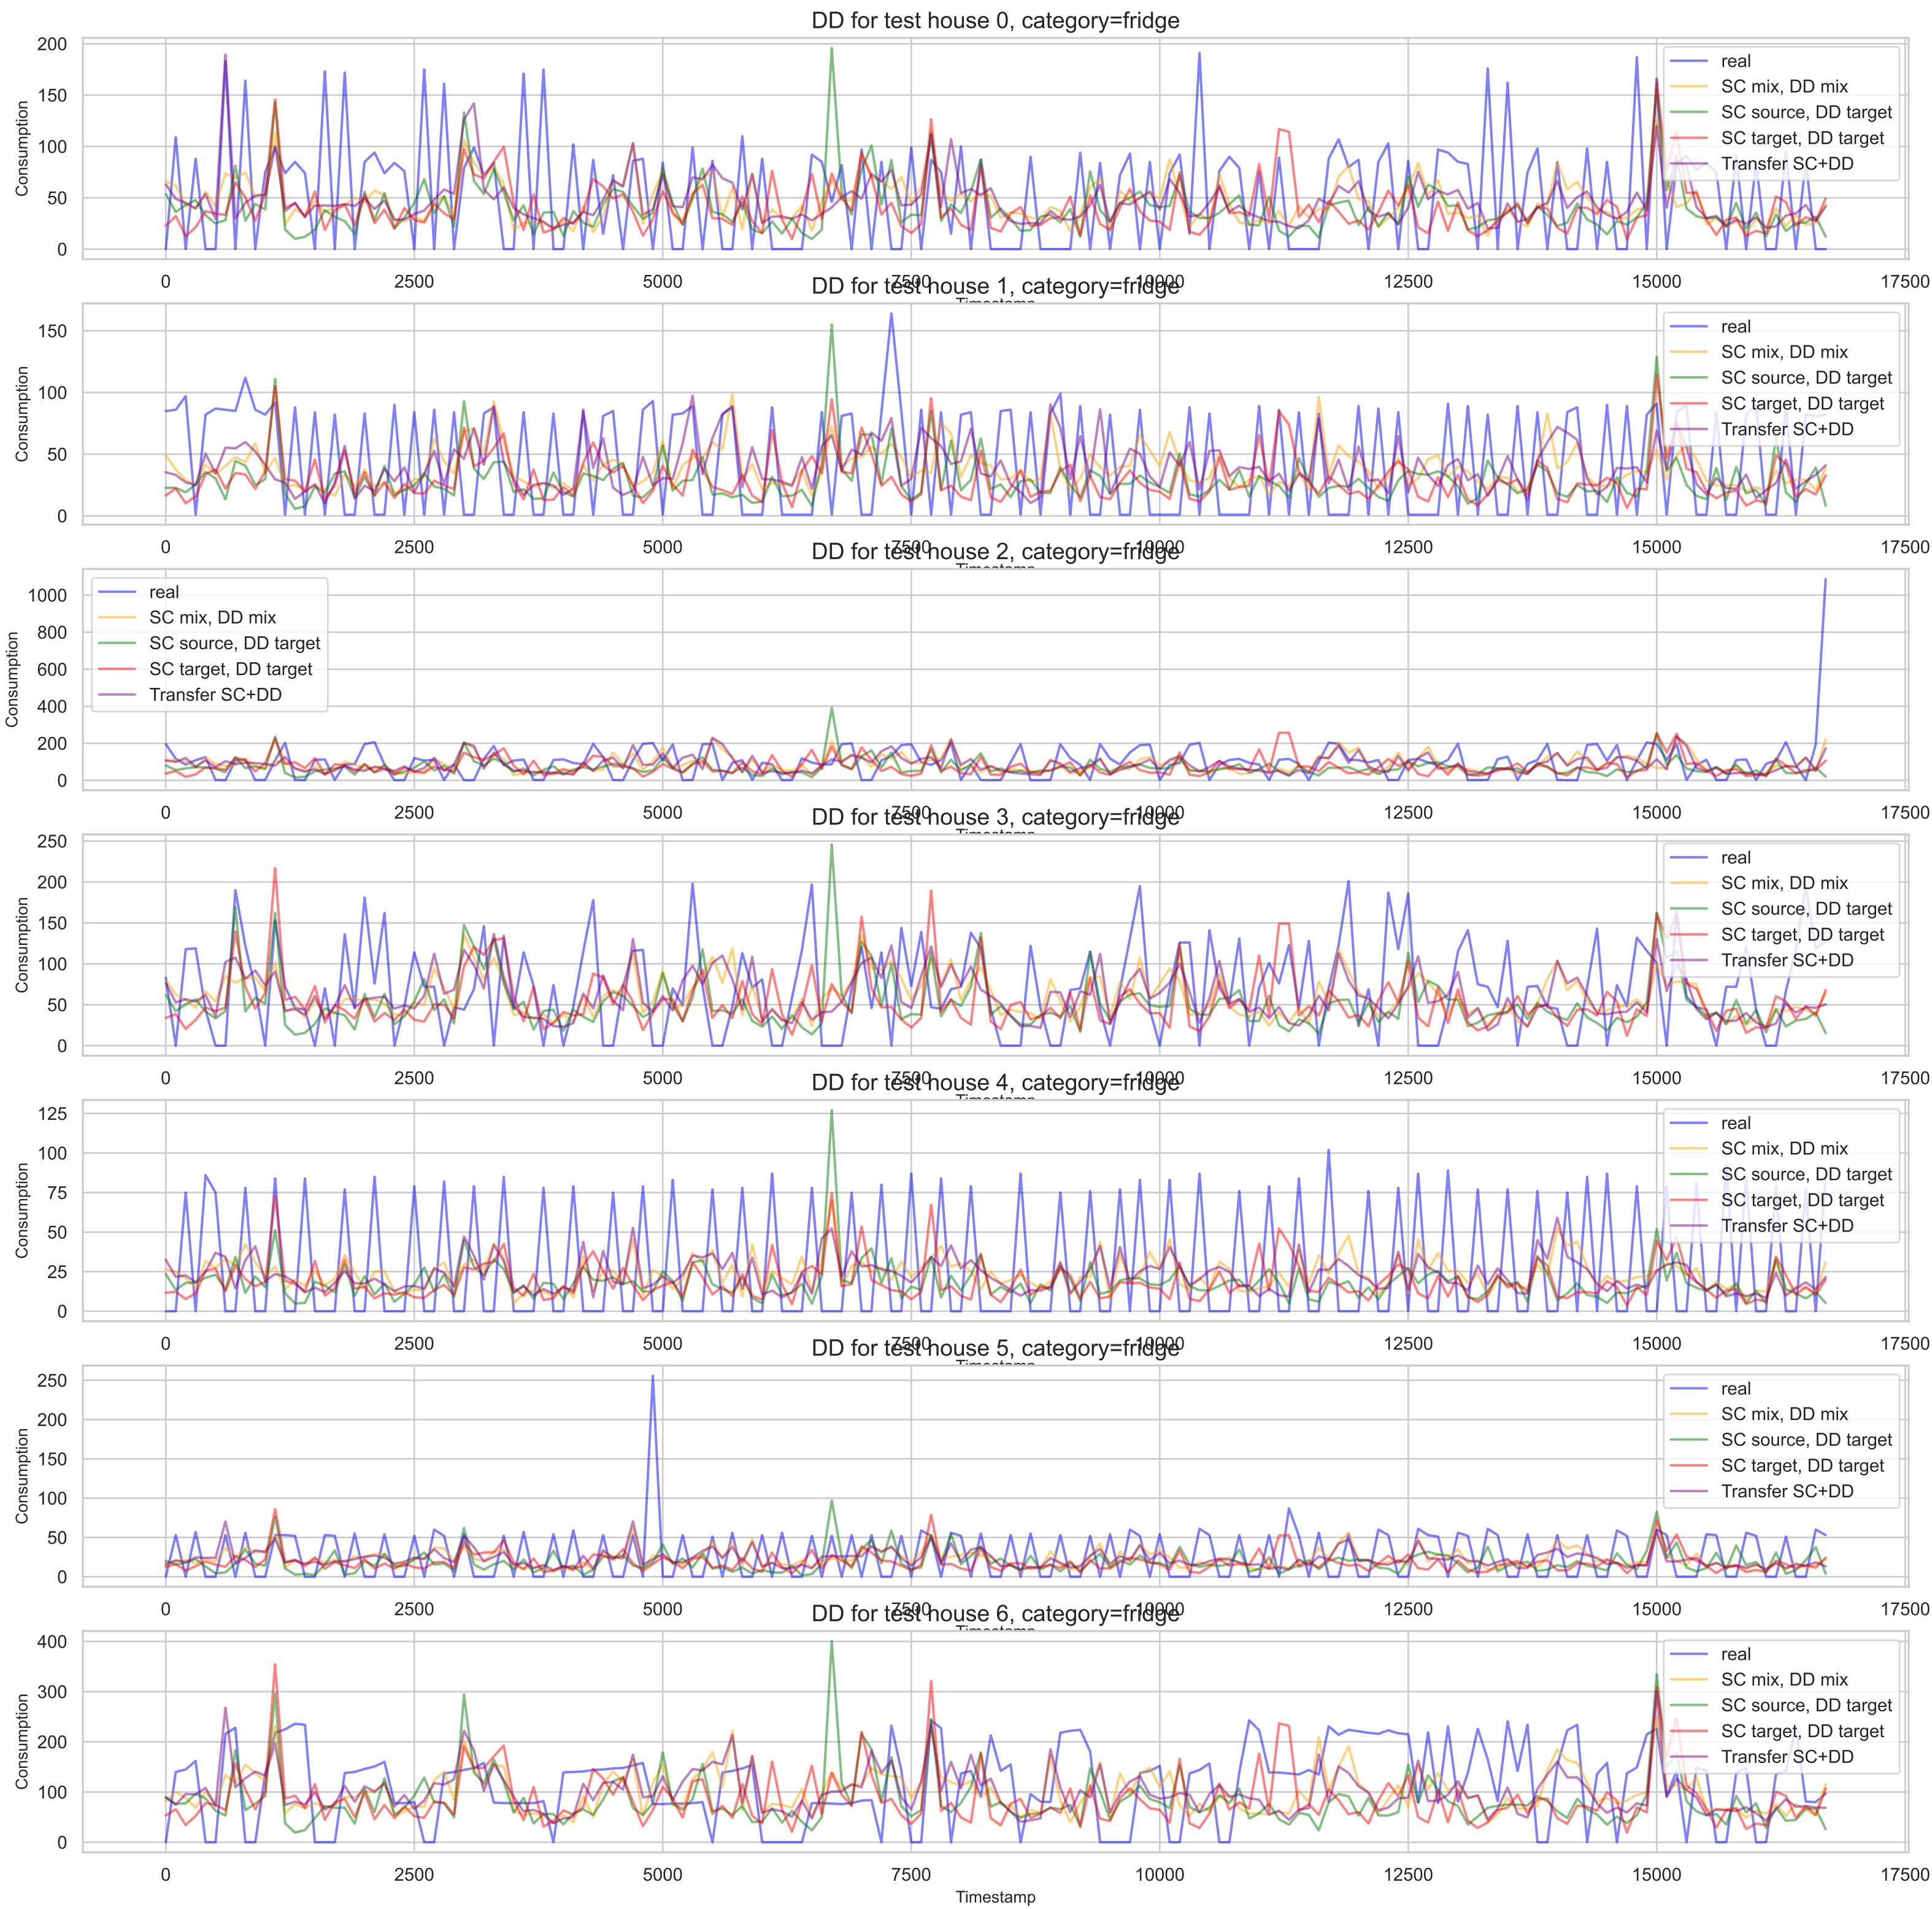 DD for test house 0, category=fridge
200
150
100
50
0
Consumption
real
SC mix, DD mix
SC source, DD target
SC target, DD target
Transfer SC+DD
0 2500 5000 7500 10000 12500 15000 17500
Timestamp
DD for test house 1, category=fridge
150
100
50
0
Consumption
real
SC mix, DD mix
SC source, DD target
SC target, DD target
Transfer SC+DD
0 2500 5000 7500 10000 12500 15000 17500
Timestamp
DD for test house 2, category=fridge
1000
800
600
400
200
0
Consumption
real
SC mix, DD mix
SC source, DD target
SC target, DD target
Transfer SC+DD
0 2500 5000 7500 10000 12500 15000 17500
Timestamp
DD for test house 3, category=fridge
250
200
150
100
50
0
Consumption
real
SC mix, DD mix
SC source, DD target
SC target, DD target
Transfer SC+DD
0 2500 5000 7500 10000 12500 15000 17500
Timestamp
DD for test house 4, category=fridge
125
100
75
50
25
0
Consumption
real
SC mix, DD mix
SC source, DD target
SC target, DD target
Transfer SC+DD
0 2500 5000 7500 10000 12500 15000 17500
Timestamp
DD for test house 5, category=fridge
250
200
150
100
50
0
Consumption
real
SC mix, DD mix
SC source, DD target
SC target, DD target
Transfer SC+DD
0 2500 5000 7500 10000 12500 15000 17500
Timestamp
DD for test house 6, category=fridge
400
300
200
100
0
Consumption
real
SC mix, DD mix
SC source, DD target
SC target, DD target
Transfer SC+DD
0 2500 5000 7500 10000 12500 15000 17500
Timestamp